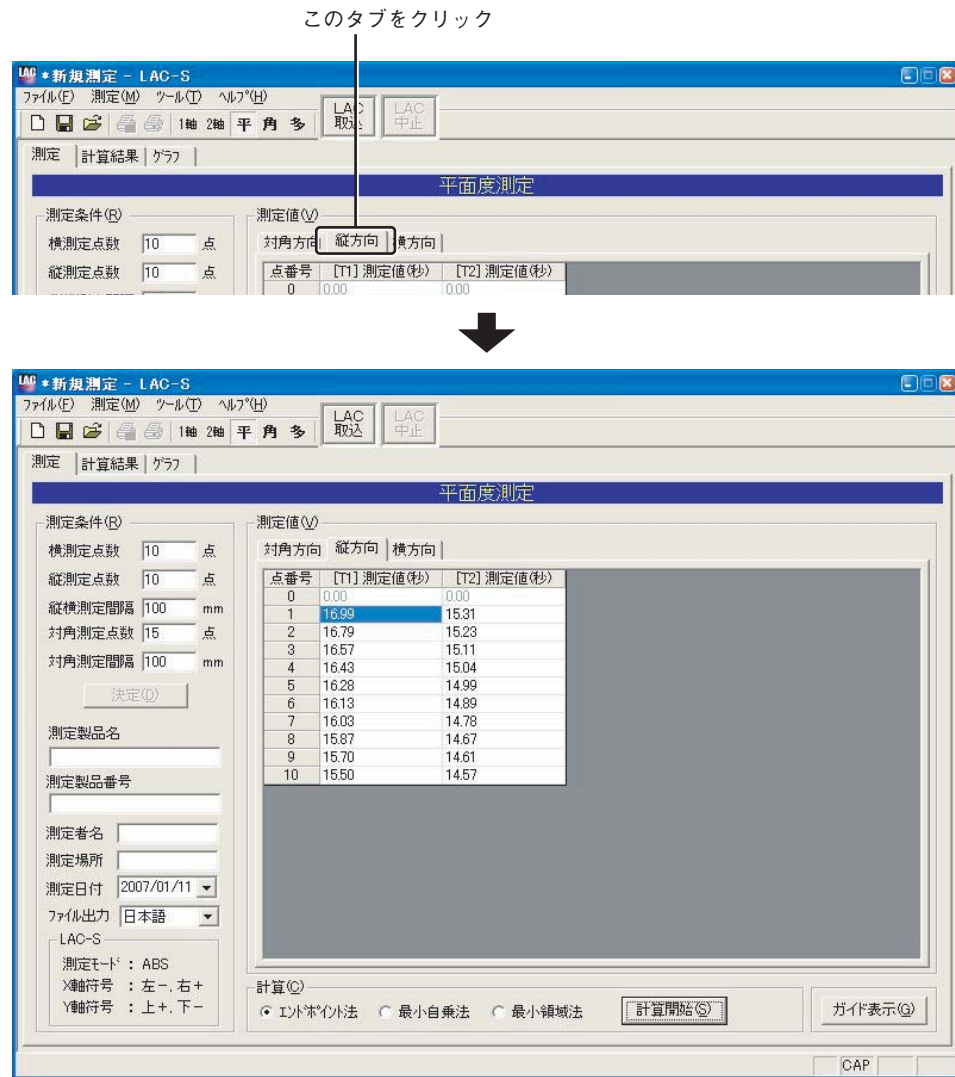 このタブをクリック
*新規測定 - LAC-S
ファイル(F) 測定(M) ツール(T) ヘルプ(H)
1軸 2軸 平 角 多 LAC取込 LAC中止
測定 計算結果 グラフ
平面度測定
測定条件(R) 測定値(V)
横測定点数 10 点 対角方向 縦方向 横方向
縦測定点数 10 点 点番号 [T1]測定値(秒) [T2]測定値(秒)
0 0.00 0.00
*新規測定 - LAC-S
ファイル(F) 測定(M) ツール(T) ヘルプ(H)
1軸 2軸 平 角 多 LAC取込 LAC中止
測定 計算結果 グラフ
平面度測定
測定条件(R)
横測定点数 10 点
縦測定点数 10 点
縦横測定間隔 100 mm
対角測定点数 15 点
対角測定間隔 100 mm
決定(D)
測定製品名
測定製品番号
測定者名
測定場所
測定日付 2007/01/11
ファイル出力 日本語
LAC-S
測定モード : ABS
X軸符号 : 左-, 右+
Y軸符号 : 上+, 下-
測定値(V)
対角方向 縦方向 横方向
点番号 [T1]測定値(秒) [T2]測定値(秒)
0 0.00 0.00
1 16.99 15.31
2 16.79 15.23
3 16.57 15.11
4 16.43 15.04
5 16.28 14.99
6 16.13 14.89
7 16.03 14.78
8 15.87 14.67
9 15.70 14.61
10 15.50 14.57
計算(C)
エンドポイント法 最小自乗法 最小領域法 計算開始(S) ガイド表示(G)
CAP